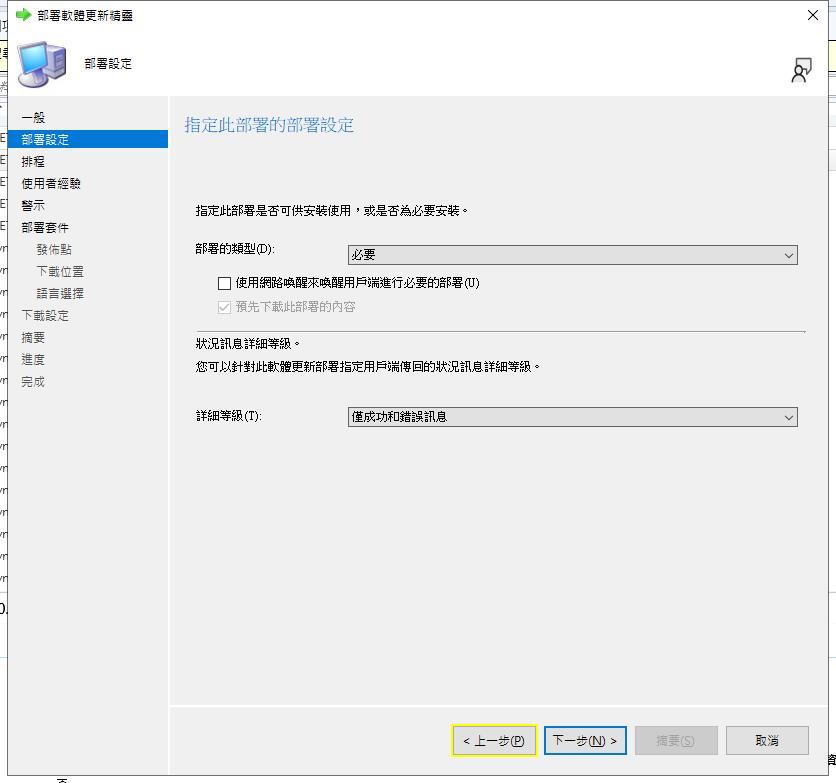 部署軟體更新精靈
部署設定
一般
部署設定
排程
使用者經驗
警示
部署套件
發佈點
下載位置
語言選擇
下載設定
摘要
進度
完成
指定此部署的部署設定
指定此部署是否可供安裝使用，或是否為必要安裝。
部署的類型(D): 必要
使用網路喚醒來喚醒用戶端進行必要的部署(U)
預先下載此部署的內容
狀況訊息詳細等級。
您可以針對此軟體更新部署指定用戶端傳回的狀況訊息詳細等級。
詳細等級(T): 僅成功和錯誤訊息
< 上一步(P) 下一步(N) > 摘要(S) 取消